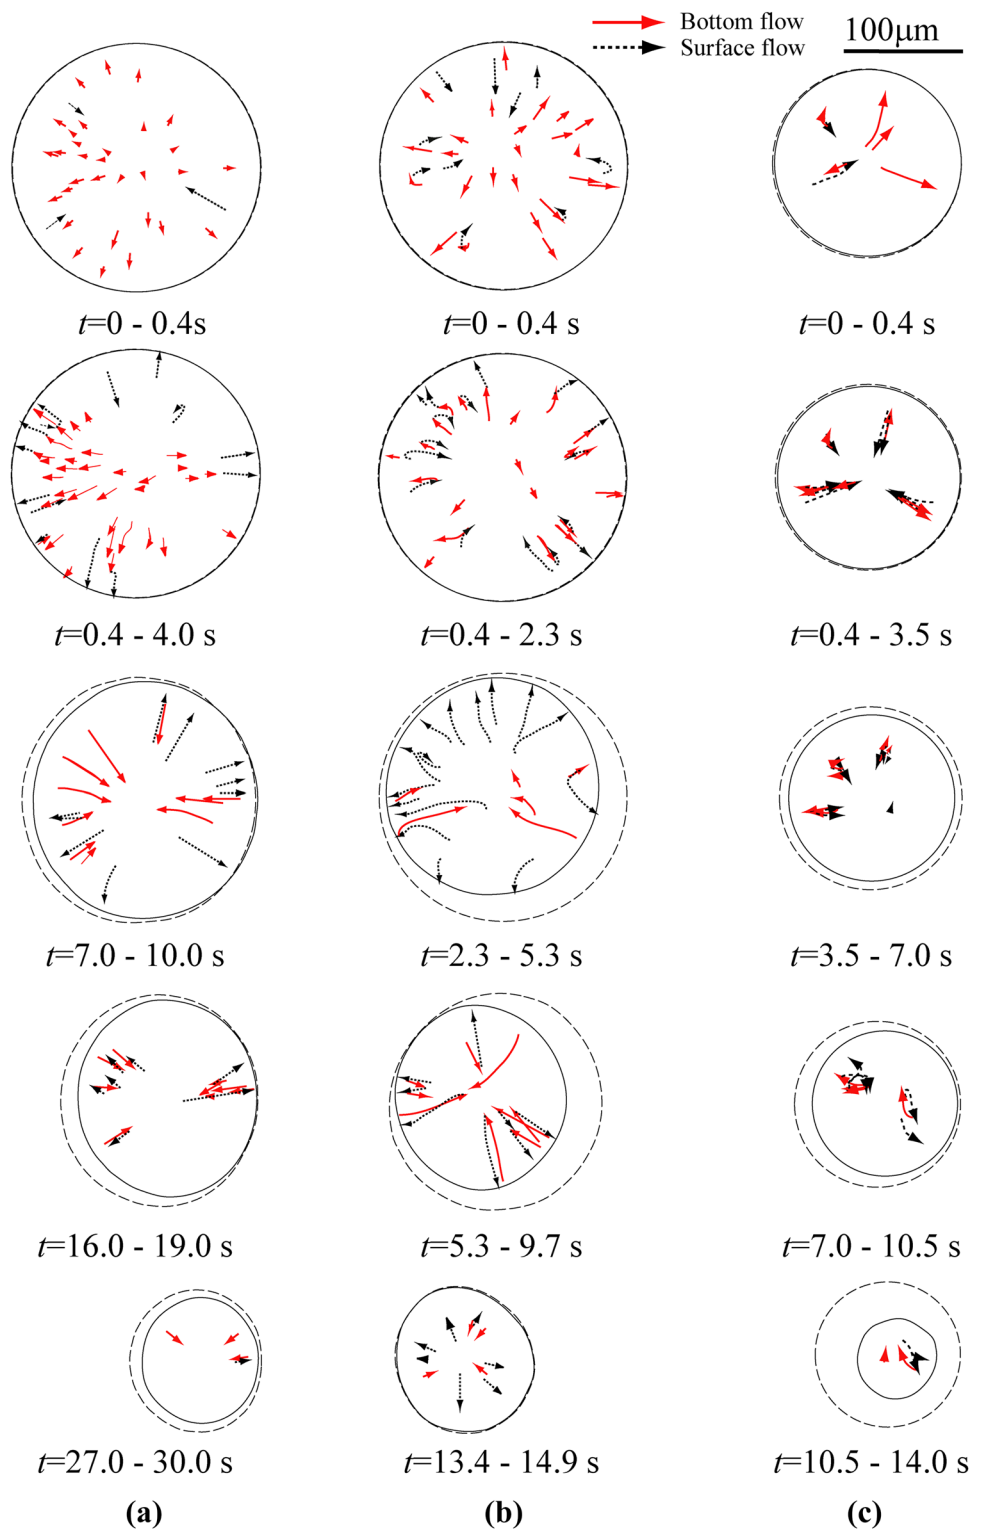 Bottom flow
Surface flow
100μm
t=0 - 0.4s
t=0 - 0.4 s
t=0 - 0.4 s
t=0.4 - 4.0 s
t=0.4 - 2.3 s
t=0.4 - 3.5 s
t=7.0 - 10.0 s
t=2.3 - 5.3 s
t=3.5 - 7.0 s
t=16.0 - 19.0 s
t=5.3 - 9.7 s
t=7.0 - 10.5 s
t=27.0 - 30.0 s
t=13.4 - 14.9 s
t=10.5 - 14.0 s
(a)
(b)
(c)